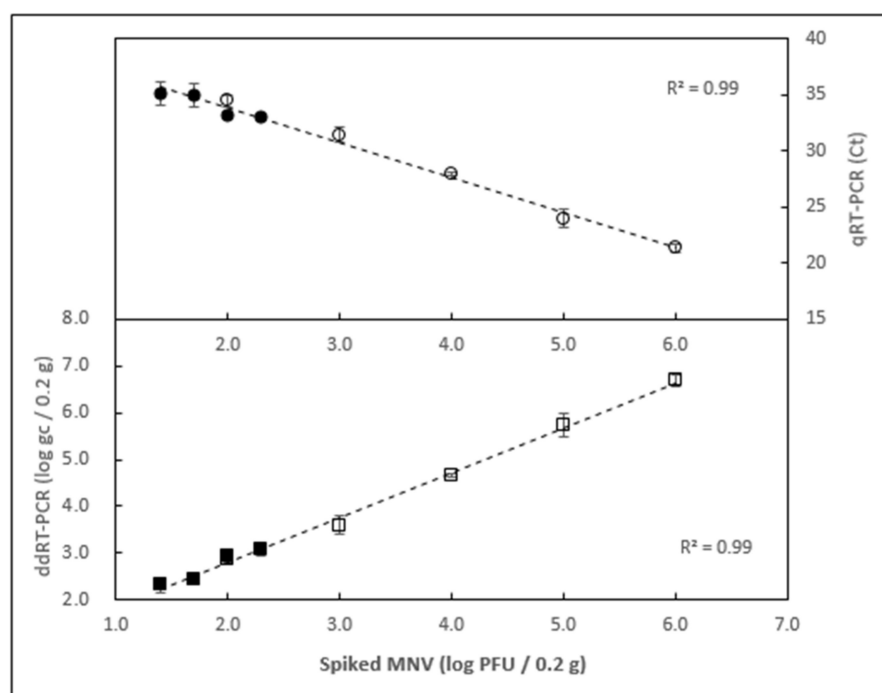 40
R² = 0.99
35
30
qRT-PCR (Ct)
25
20
15
8.0
2.0 3.0 4.0 5.0 6.0
7.0
6.0
ddRT-PCR (log gc / 0.2 g)
5.0
4.0
3.0
R² = 0.99
2.0
1.0 2.0 3.0 4.0 5.0 6.0 7.0
Spiked MNV (log PFU / 0.2 g)